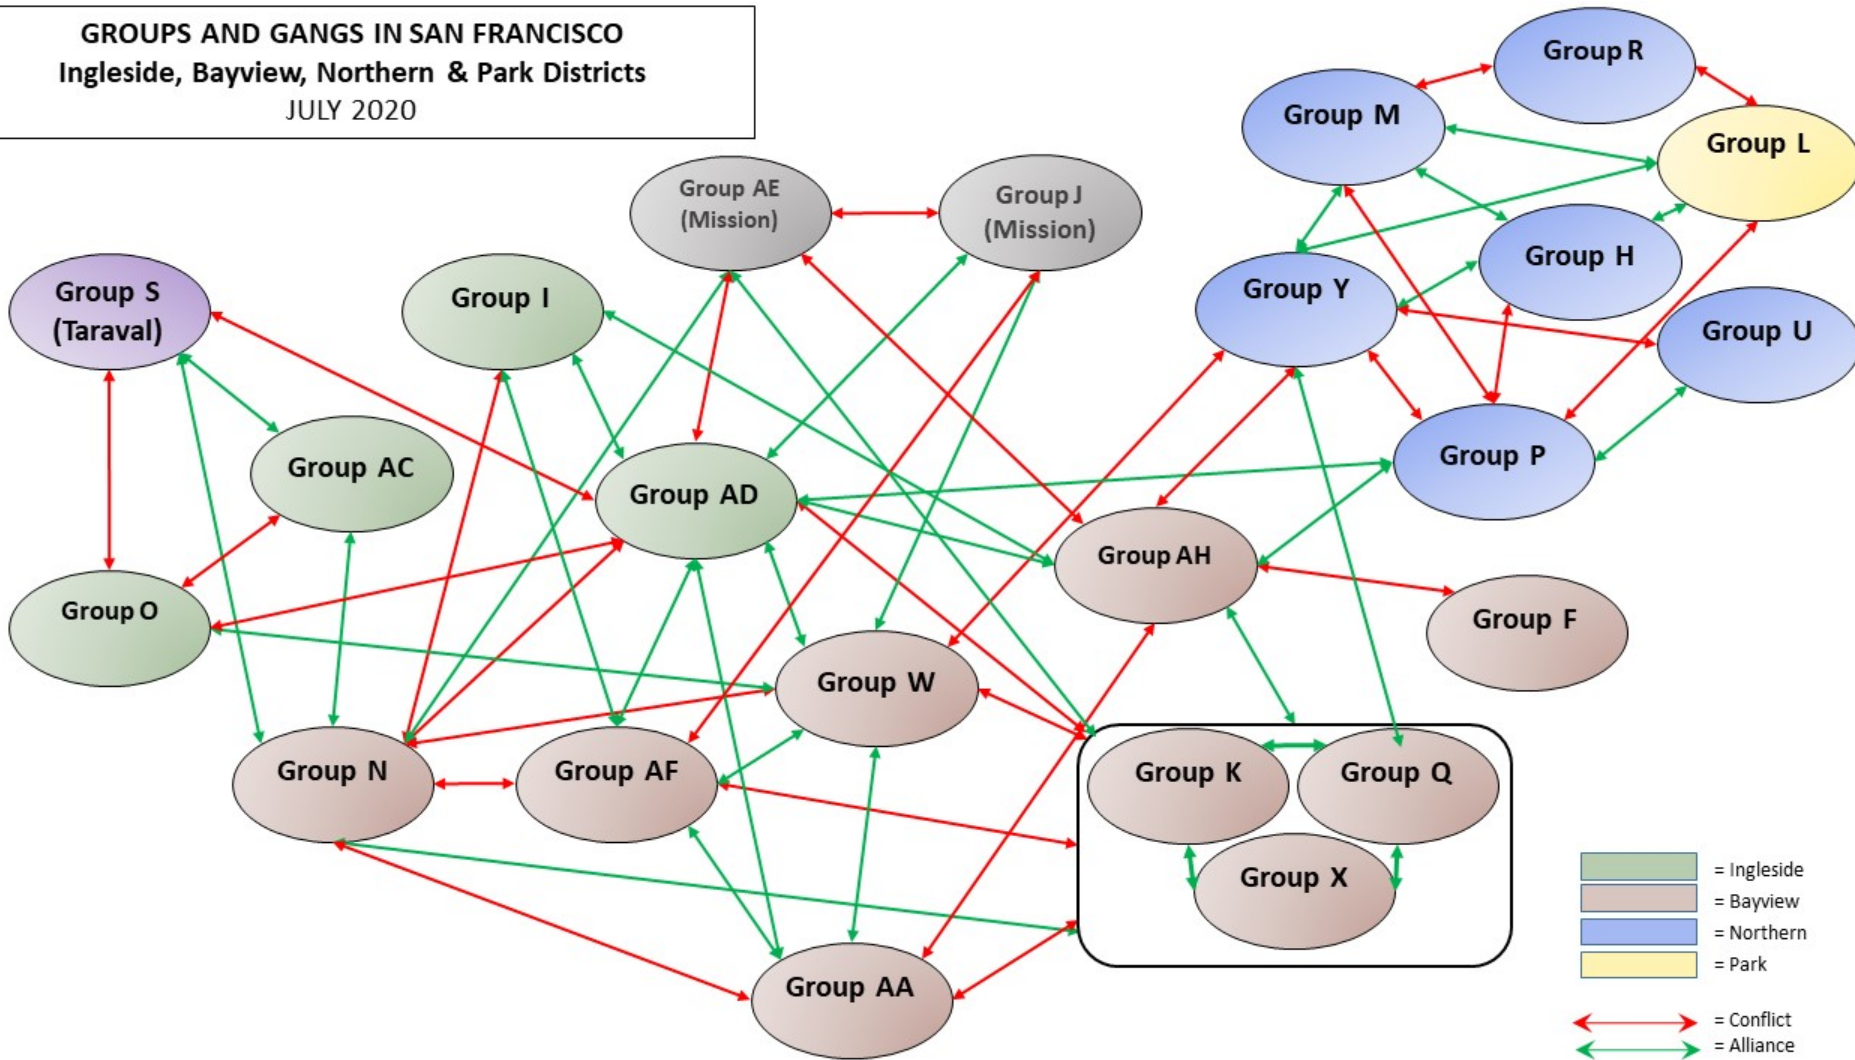 GROUPS AND GANGS IN SAN FRANCISCO
Ingleside, Bayview, Northern & Park Districts
JULY 2020
Group R
Group M
Group L
Group AE
(Mission)
Group J
(Mission)
Group H
Group S
(Taraval)
Group I
Group Y
Group U
Group AC
Group AD
Group P
Group AH
Group O
Group F
Group W
Group N
Group AF
Group K
Group Q
Group X
Group AA
= Ingleside
= Bayview
= Northern
= Park
= Conflict
= Alliance